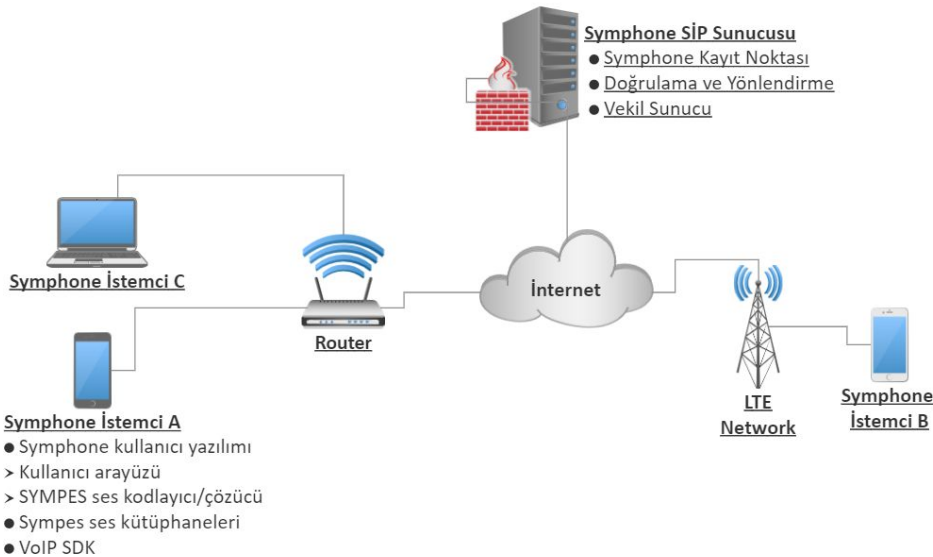 Symphone SİP Sunucusu
● Symphone Kayıt Noktası
● Doğrulama ve Yönlendirme
● Vekil Sunucu
Symphone İstemci C
İnternet
Router
Symphone İstemci A
● Symphone kullanıcı yazılımı
➢ Kullanıcı arayüzü
➢ SYMPES ses kodlayıcı/çözücü
● Sympes ses kütüphaneleri
● VoIP SDK
LTE
Network
Symphone
İstemci B